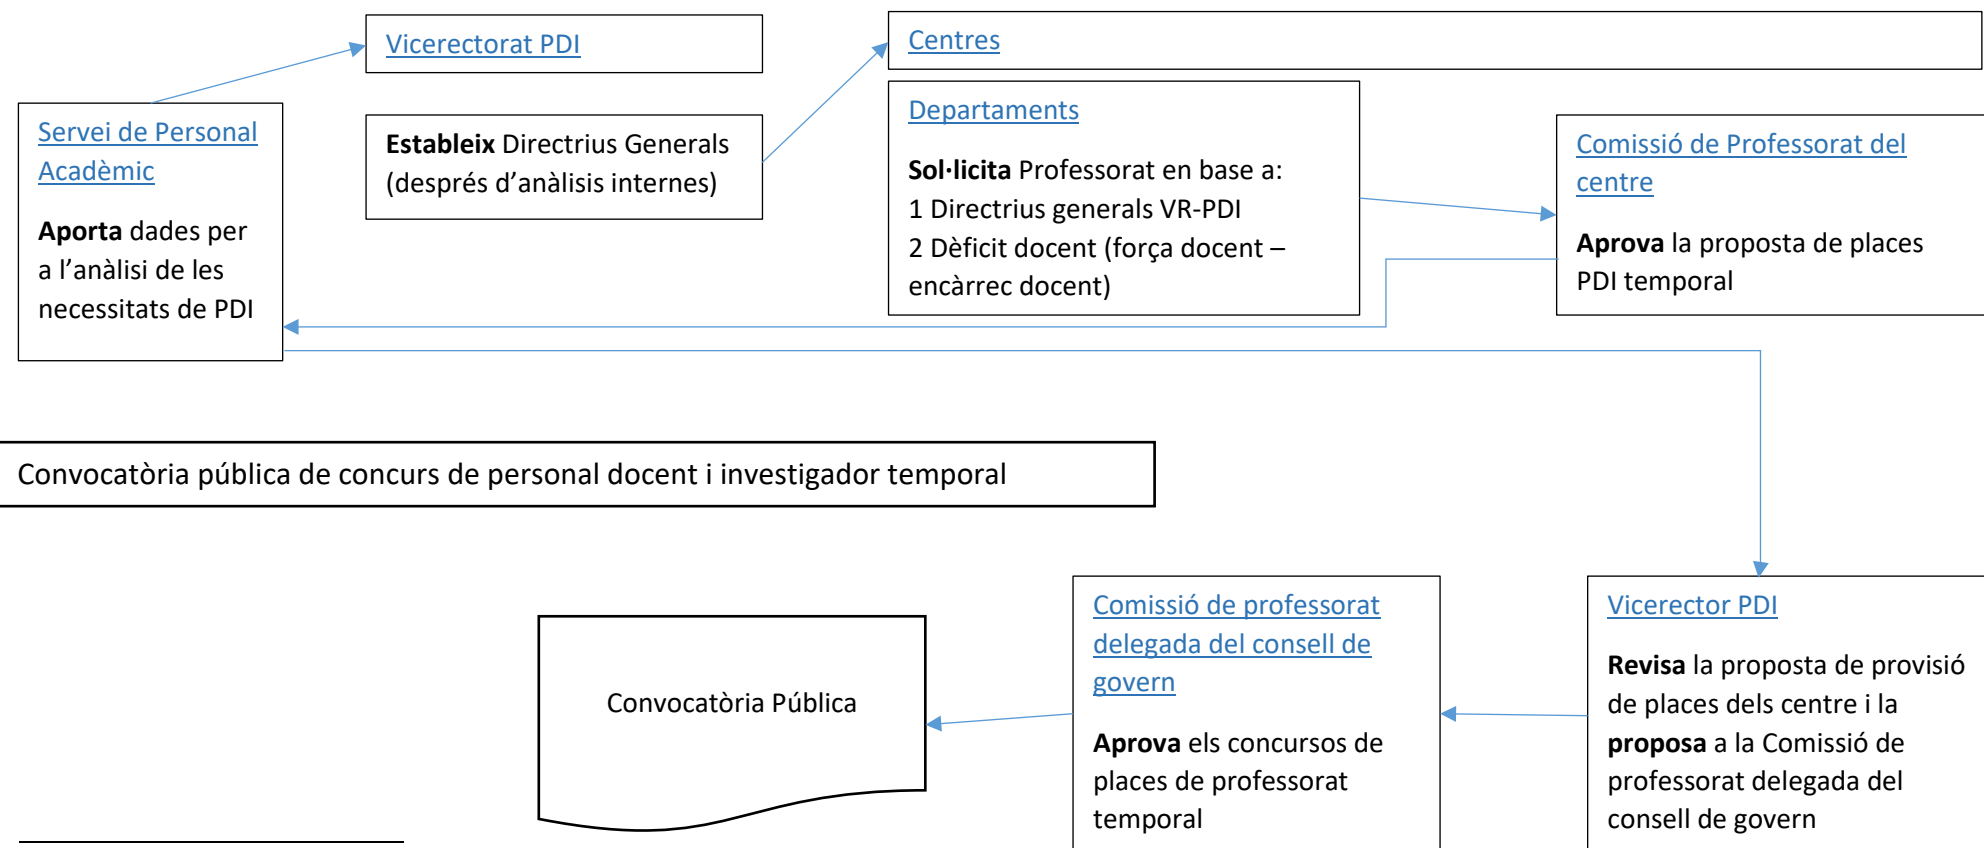 Vicerectorat PDI
Centres
Servei de Personal
Acadèmic
Aporta dades per
a l'anàlisi de les
necessitats de PDI
Estableix Directrius Generals
(després d'anàlisis internes)
Departaments
Sol·licita Professorat en base a:
1 Directrius generals VR-PDI
2 Dèficit docent (força docent –
encàrrec docent)
Comissió de Professorat del
centre
Aprova la proposta de places
PDI temporal
Convocatòria pública de concurs de personal docent i investigador temporal
Convocatòria Pública
Comissió de professorat
delegada del consell de
govern
Aprova els concursos de
places de professorat
temporal
Vicerector PDI
Revisa la proposta de provisió
de places dels centre i la
proposa a la Comissió de
professorat delegada del
consell de govern